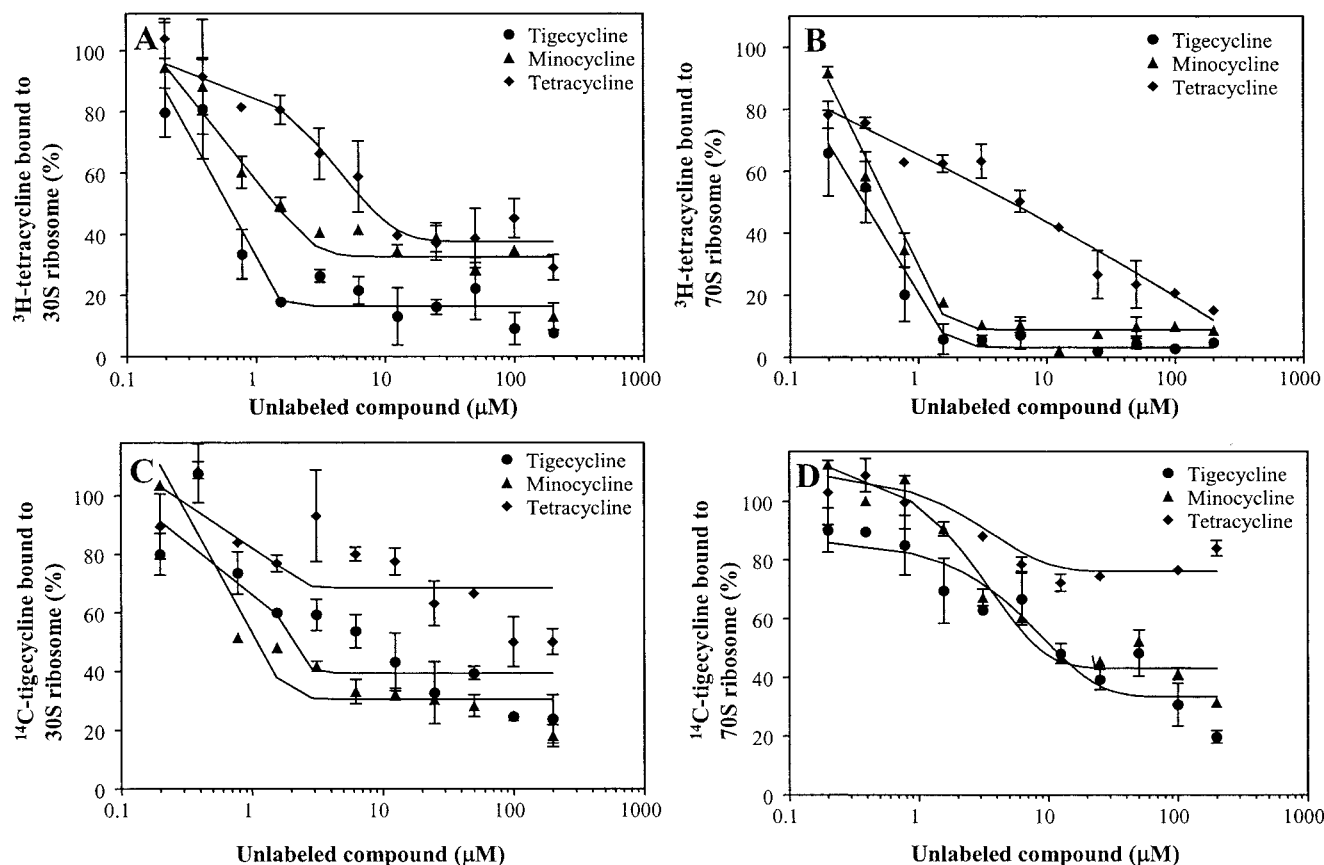 A
Tigecycline
Minocycline
Tetracycline
³H-tetracycline bound to
30S ribosome (%)
100
80
60
40
20
0
0.1
1
10
100
1000
Unlabeled compound (μM)
B
Tigecycline
Minocycline
Tetracycline
³H-tetracycline bound to
70S ribosome (%)
100
80
60
40
20
0
0.1
1
10
100
1000
Unlabeled compound (μM)
C
Tigecycline
Minocycline
Tetracycline
¹⁴C-tigecycline bound to
30S ribosome (%)
100
80
60
40
20
0
0.1
1
10
100
1000
Unlabeled compound (μM)
D
Tigecycline
Minocycline
Tetracycline
¹⁴C-tigecycline bound to
70S ribosome (%)
100
80
60
40
20
0
0.1
1
10
100
1000
Unlabeled compound (μM)